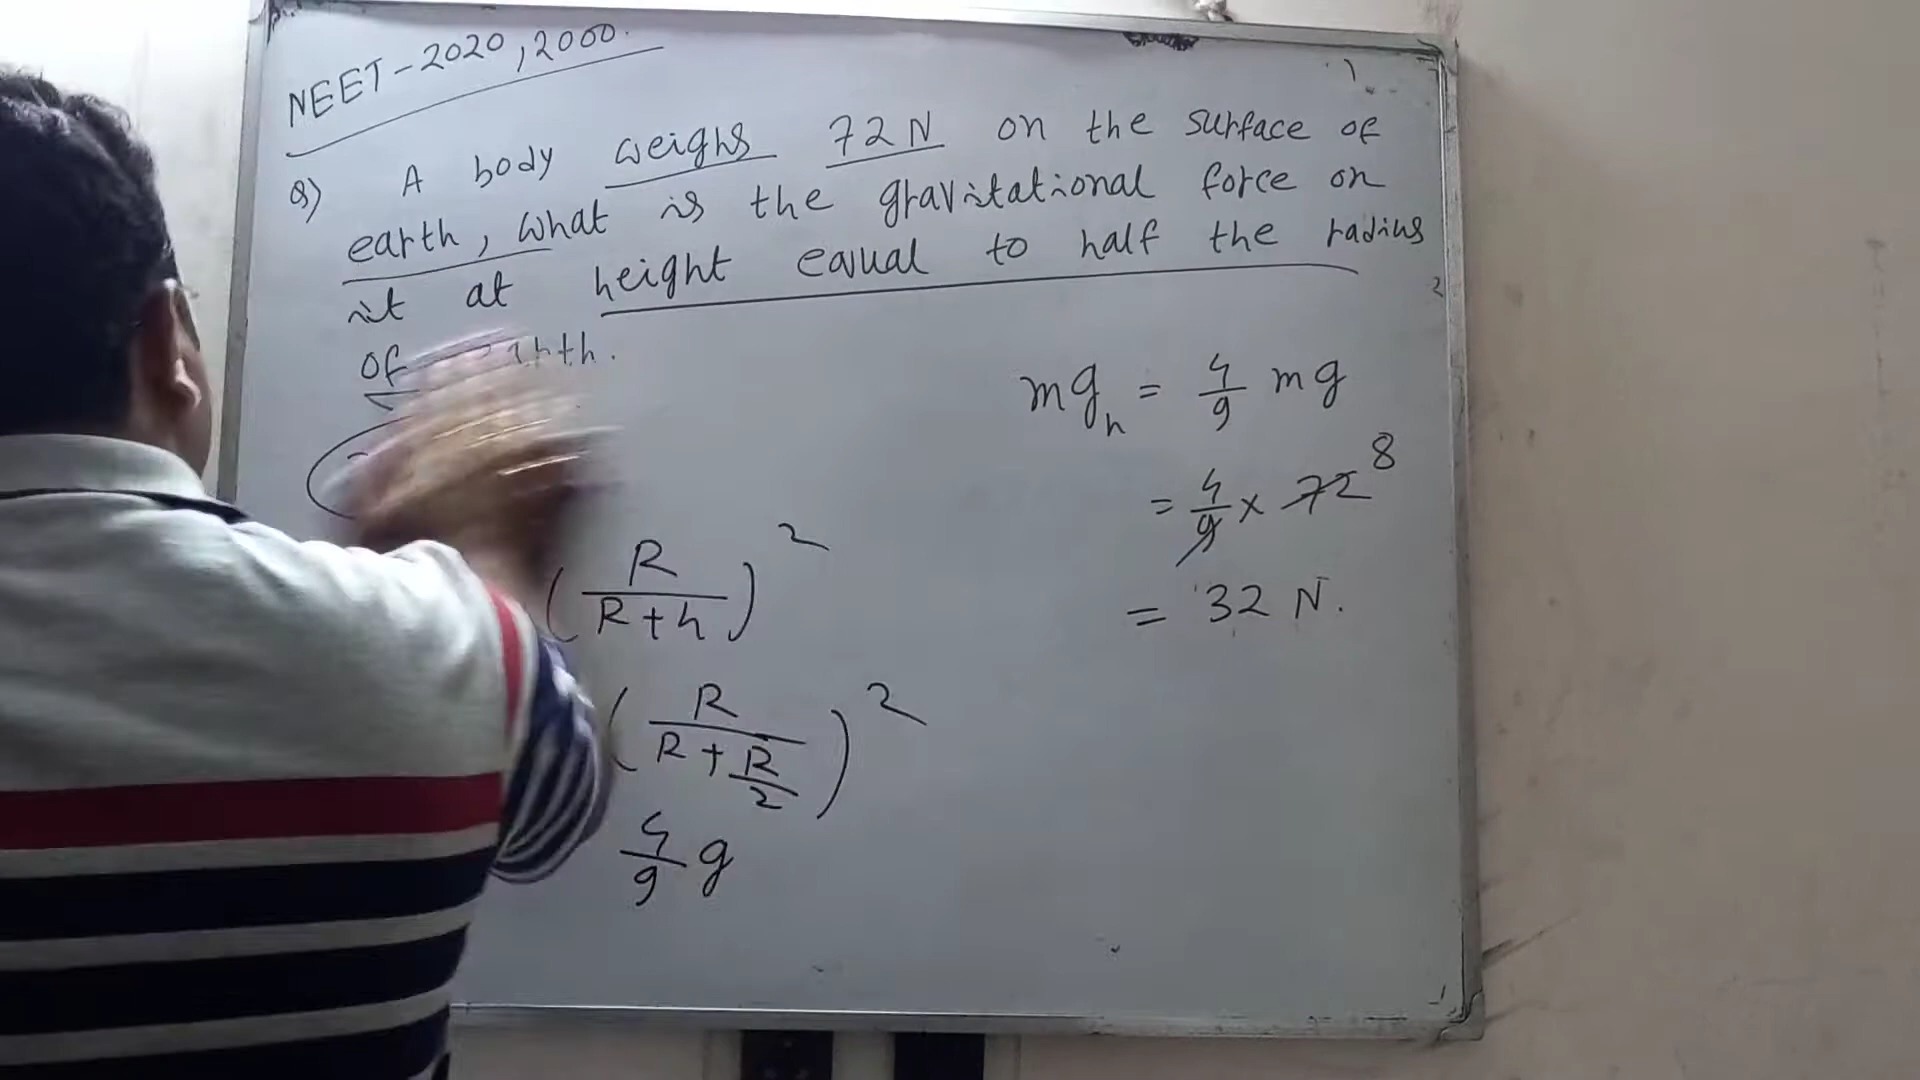 NEET-2020, 2000.
Q) A body weighs 72N on the surface of
earth, what is the gravitational force on
it at height equal to half the radius
of
(R/(R+h))²
(R/(R+R/2))²
4/9 g
mg_h = 4/9 mg
= 4/9 × 72 8
= 32 N.